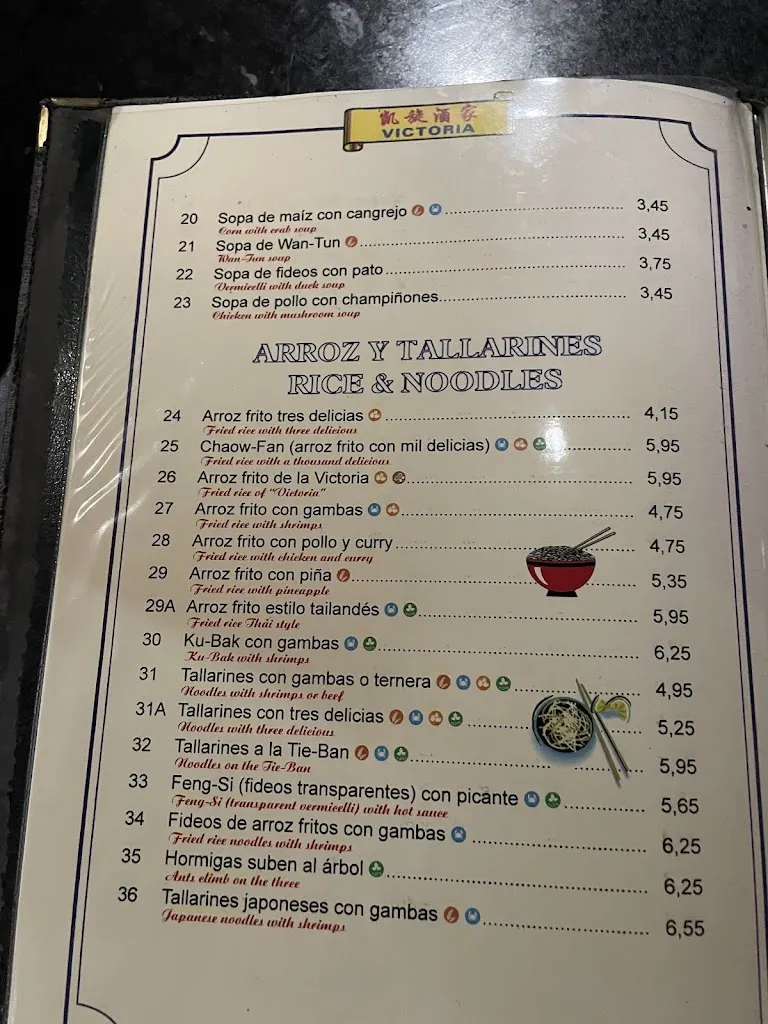 凱旋酒家
VICTORIA
20 Sopa de maíz con cangrejo 3,45
Corn with crab soup
21 Sopa de Wan-Tun 3,45
Wan-Tun soup
22 Sopa de fideos con pato 3,75
Vermicelli with duck soup
23 Sopa de pollo con champiñones 3,45
Chicken with mushroom soup
ARROZ Y TALLARINES
RICE & NOODLES
24 Arroz frito tres delicias 4,15
Fried rice with three delicious
25 Chaow-Fan (arroz frito con mil delicias) 5,95
Fried rice with a thousand delicious
26 Arroz frito de la Victoria 5,95
Fried rice of "Victoria"
27 Arroz frito con gambas 4,75
Fried rice with shrimps
28 Arroz frito con pollo y curry 4,75
Fried rice with chicken and curry
29 Arroz frito con piña 5,35
Fried rice with pineapple
29A Arroz frito estilo tailandés 5,95
Fried rice Thai style
30 Ku-Bak con gambas 6,25
Ku-Bak with shrimps
31 Tallarines con gambas o ternera 4,95
Noodles with shrimps or beef
31A Tallarines con tres delicias 5,25
Noodles with three delicious
32 Tallarines a la Tie-Ban 5,95
Noodles on the Tie-Ban
33 Feng-Si (fideos transparentes) con picante 5,65
Feng-Si (transparent vermicelli) with hot sauce
34 Fideos de arroz fritos con gambas 6,25
Fried rice noodles with shrimps
35 Hormigas suben al árbol 6,25
Ants climb on the three
36 Tallarines japoneses con gambas 6,55
Japanese noodles with shrimps